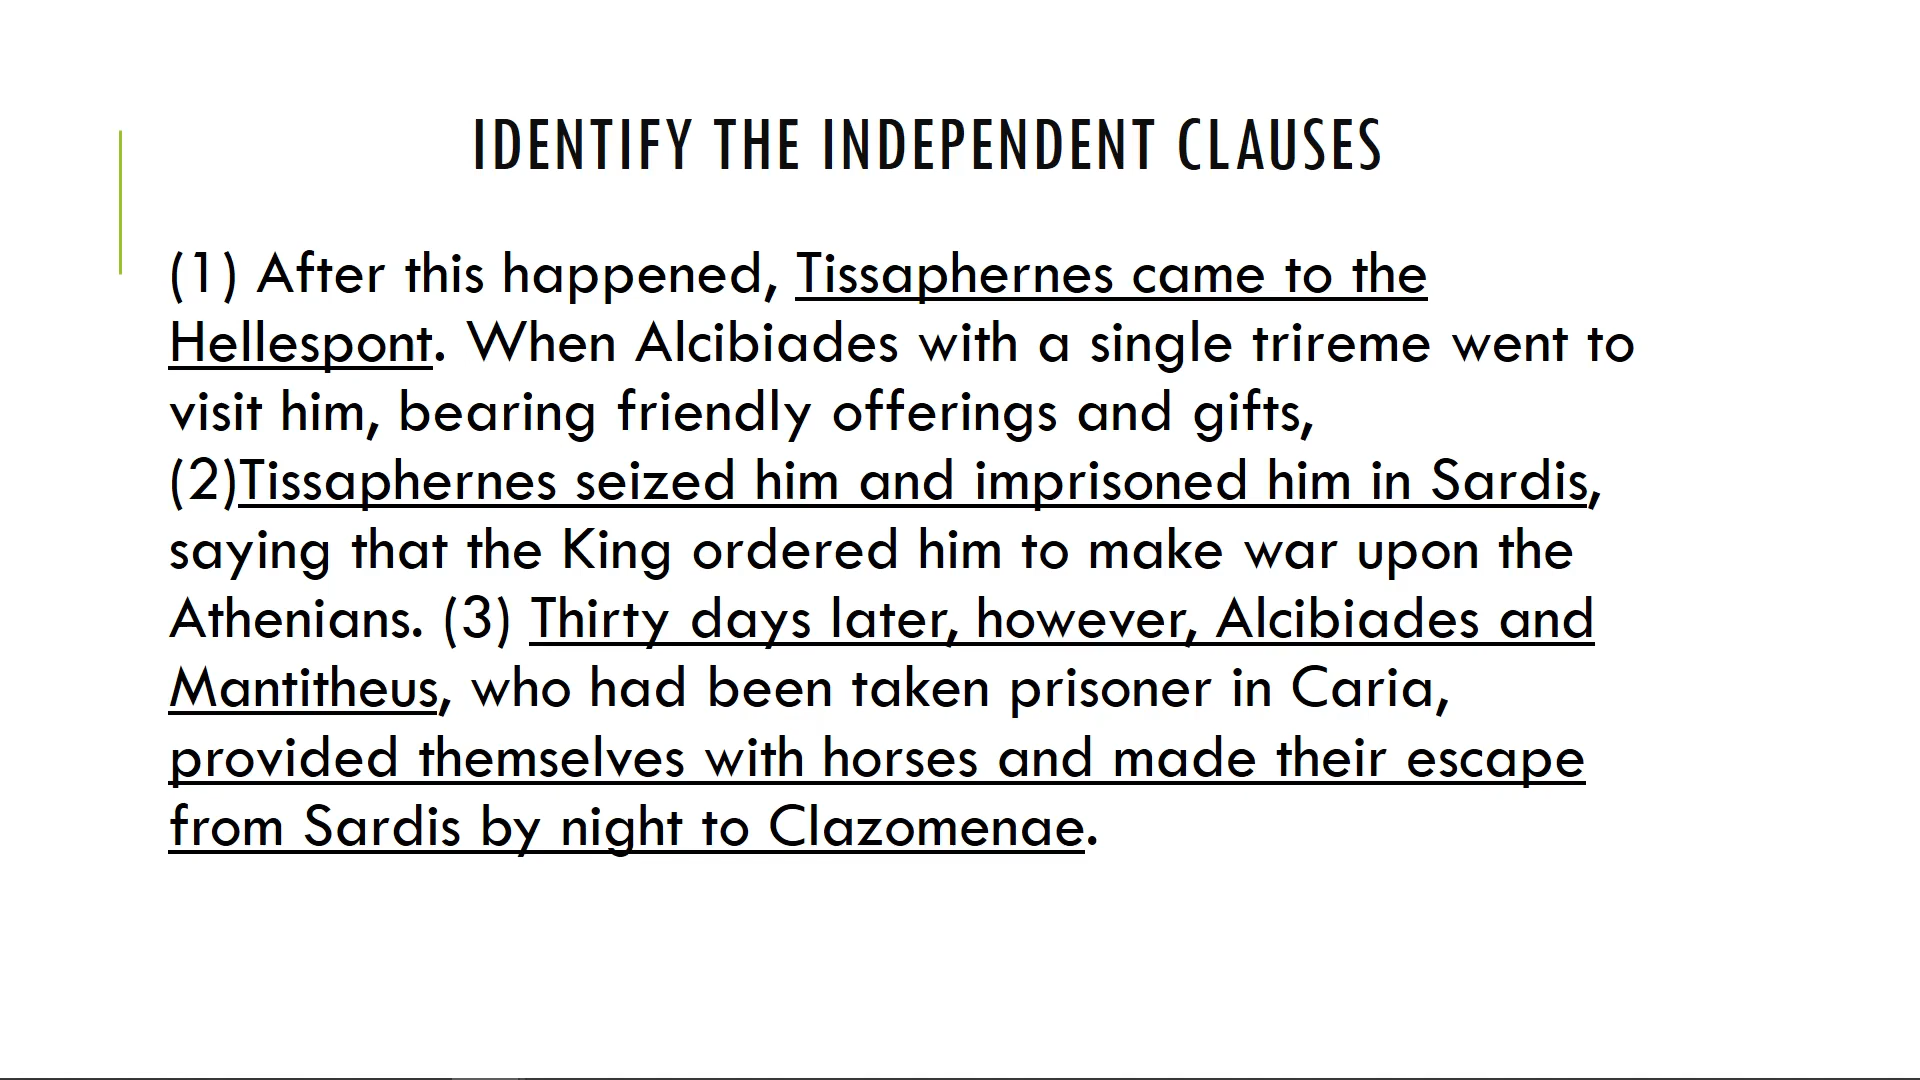 IDENTIFY THE INDEPENDENT CLAUSES
(1) After this happened, Tissaphernes came to the
Hellespont. When Alcibiades with a single trireme went to
visit him, bearing friendly offerings and gifts,
(2)Tissaphernes seized him and imprisoned him in Sardis,
saying that the King ordered him to make war upon the
Athenians. (3) Thirty days later, however, Alcibiades and
Mantitheus, who had been taken prisoner in Caria,
provided themselves with horses and made their escape
from Sardis by night to Clazomenae.